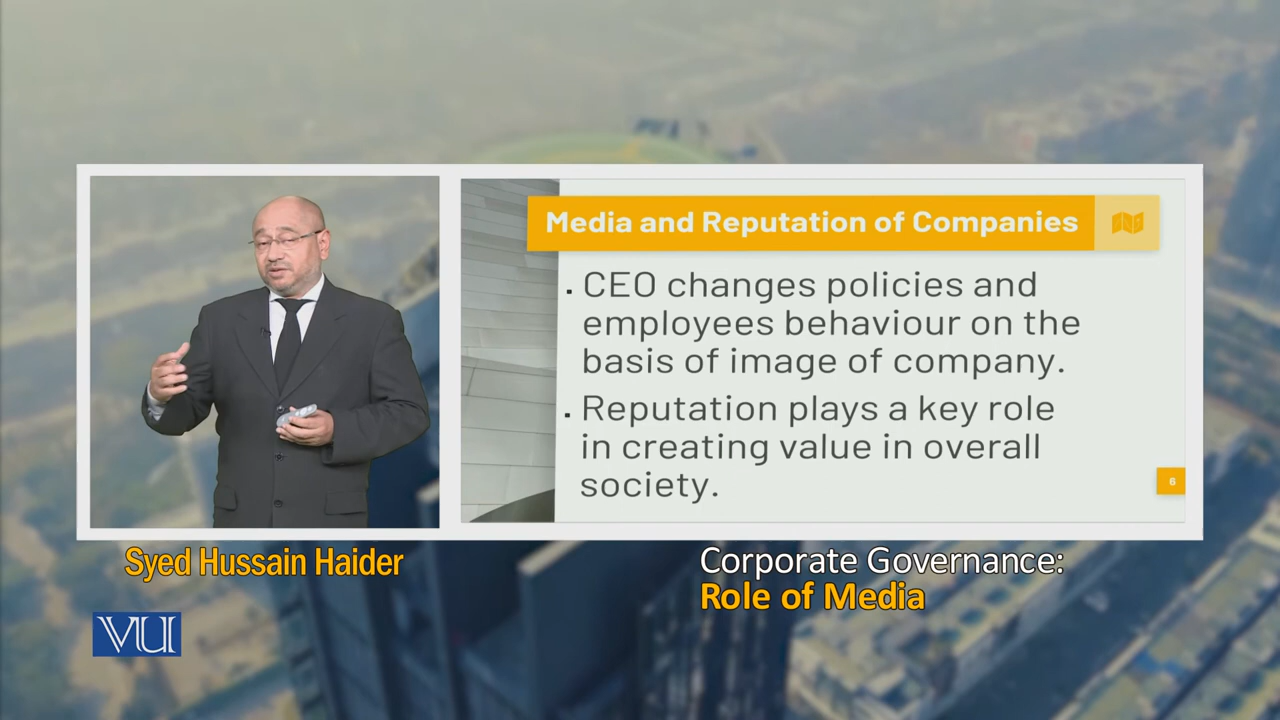 Media and Reputation of Companies
. CEO changes policies and
employees behaviour on the
basis of image of company.
. Reputation plays a key role
in creating value in overall
society.
6
Syed Hussain Haider
Corporate Governance:
Role of Media
VU